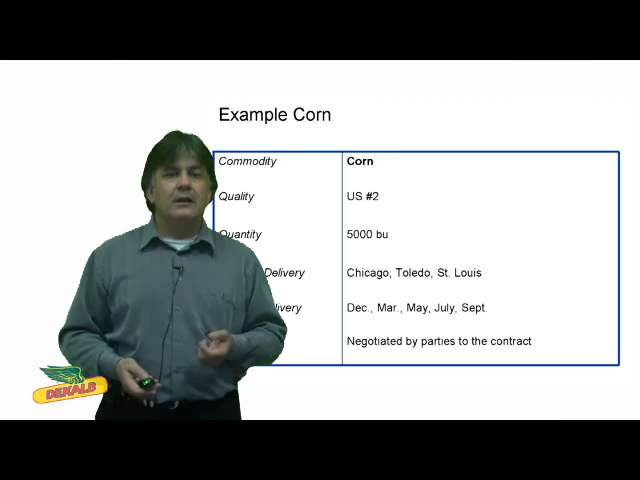 Example Corn
Commodity Corn
Quality US #2
Quantity 5000 bu
Delivery Chicago, Toledo, St. Louis
Dec., Mar., May, July, Sept.
Negotiated by parties to the contract
DEKALB